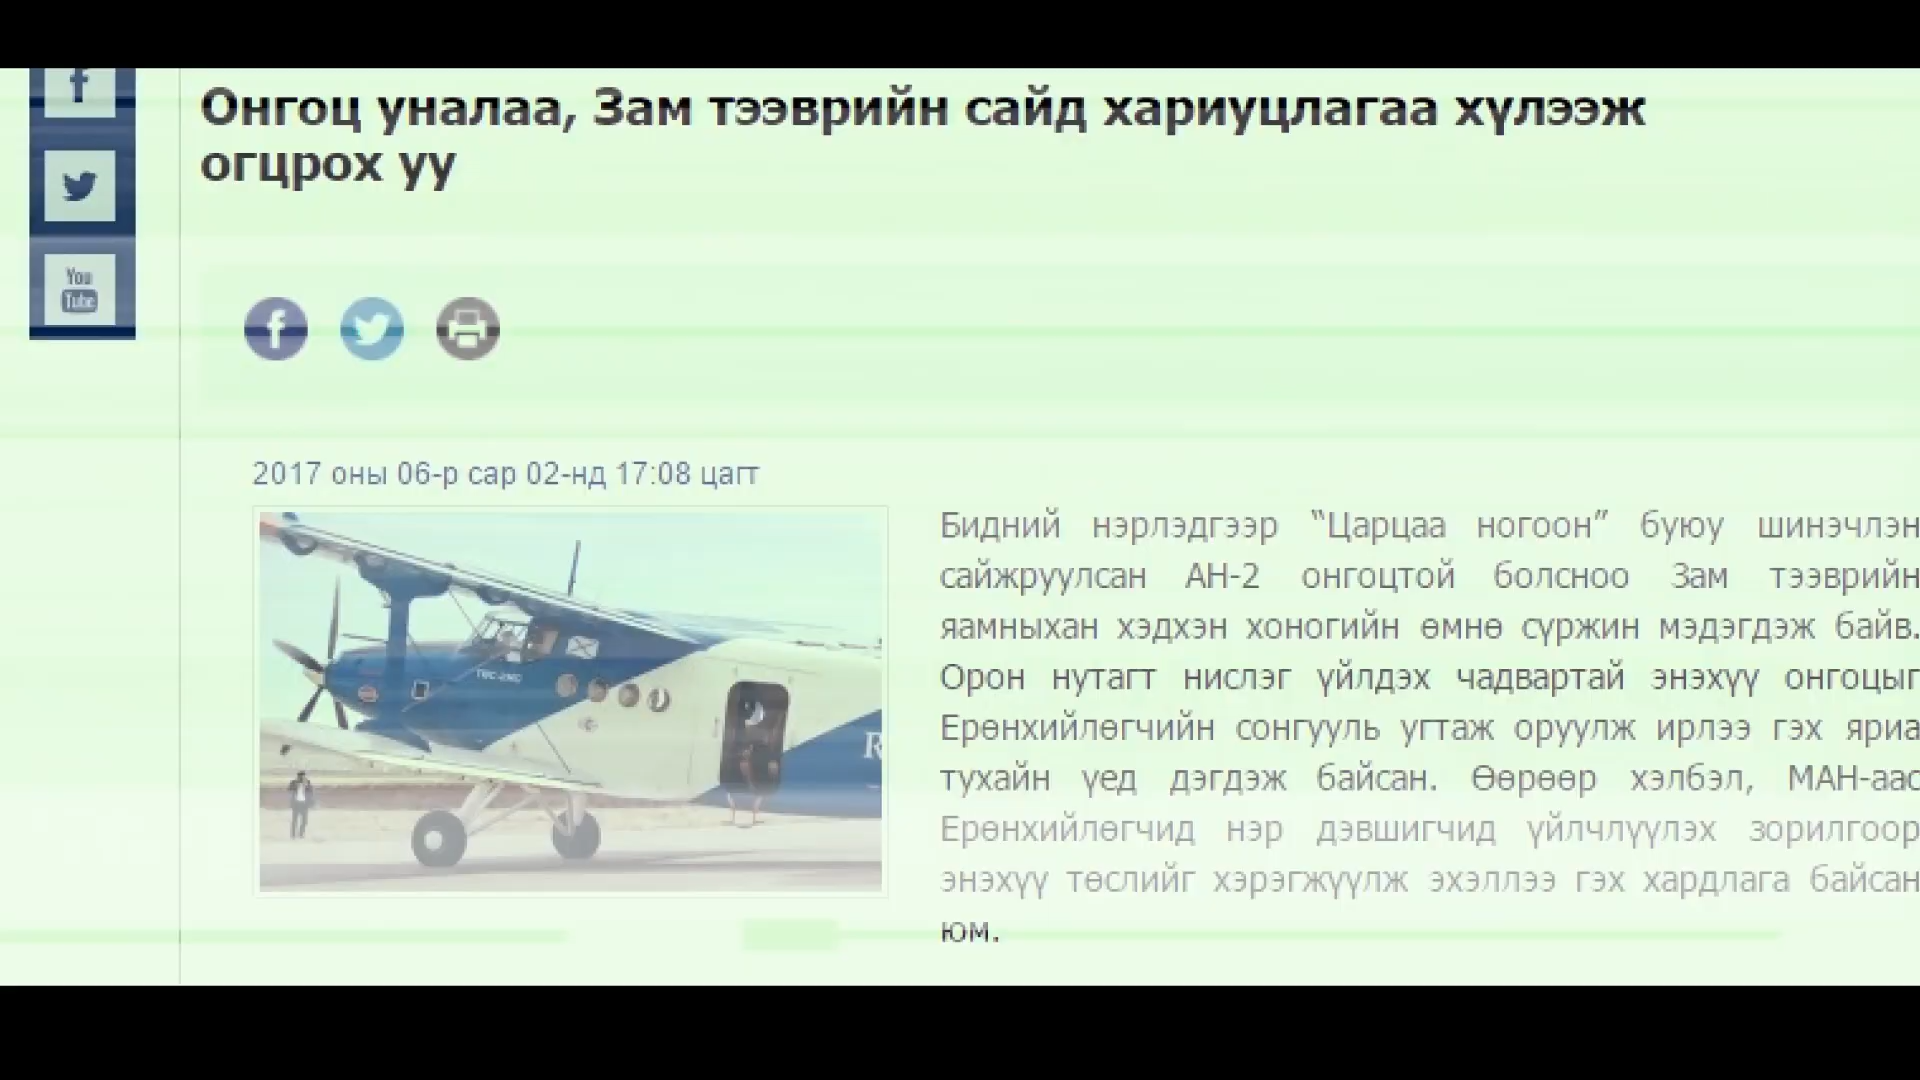 Онгоц уналаа, Зам тээврийн сайд хариуцлагаа хүлээж
огцрох уу
You
Tube
2017 оны 06-р сар 02-нд 17:08 цагт
Бидний нэрлэдгээр “Царцаа ногоон” буюу шинэчлэн
сайжруулсан АН-2 онгоцтой болсноо Зам тээврийн
яамныхан хэдхэн хоногийн өмнө сүржин мэдэгдэж байв.
Орон нутагт нислэг үйлдэх чадвартай энэхүү онгоцыг
Ерөнхийлөгчийн сонгууль угтаж оруулж ирлээ гэх яриа
тухайн үед дэгдэж байсан. Өөрөөр хэлбэл, МАН-аас
Ерөнхийлөгчид нэр дэвшигчид үйлчлүүлэх зорилгоор
энэхүү төслийг хэрэгжүүлж эхэллээ гэх хардлага байсан
юм.